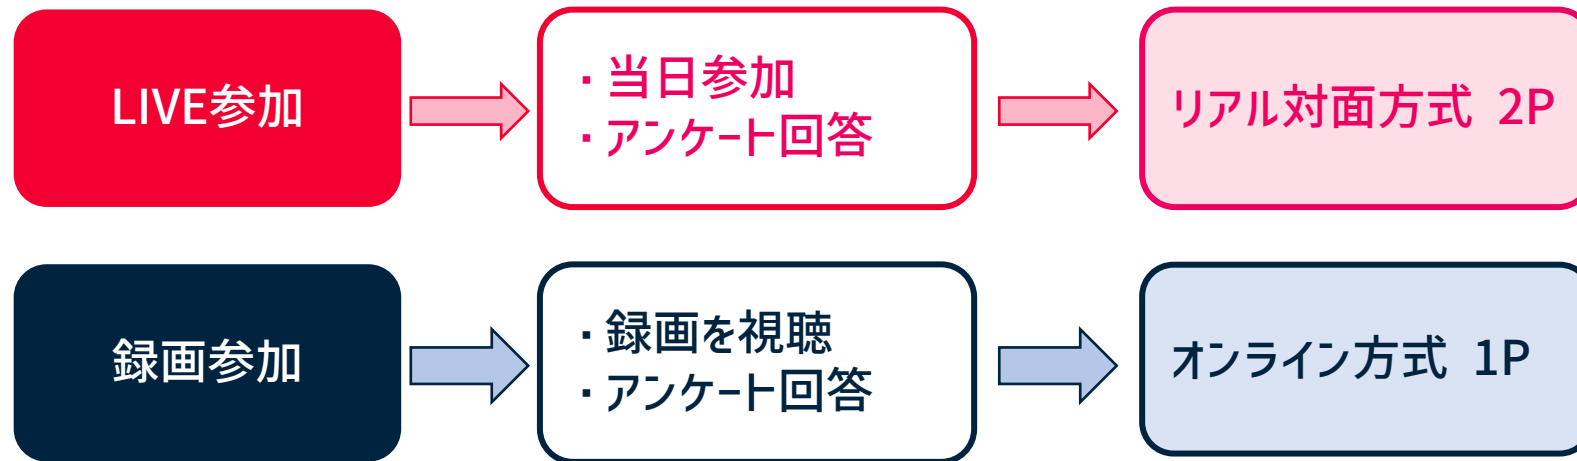 LIVE参加
・当日参加
・アンケート回答
リアル対面方式 2P
録画参加
・録画を視聴
・アンケート回答
オンライン方式 1P